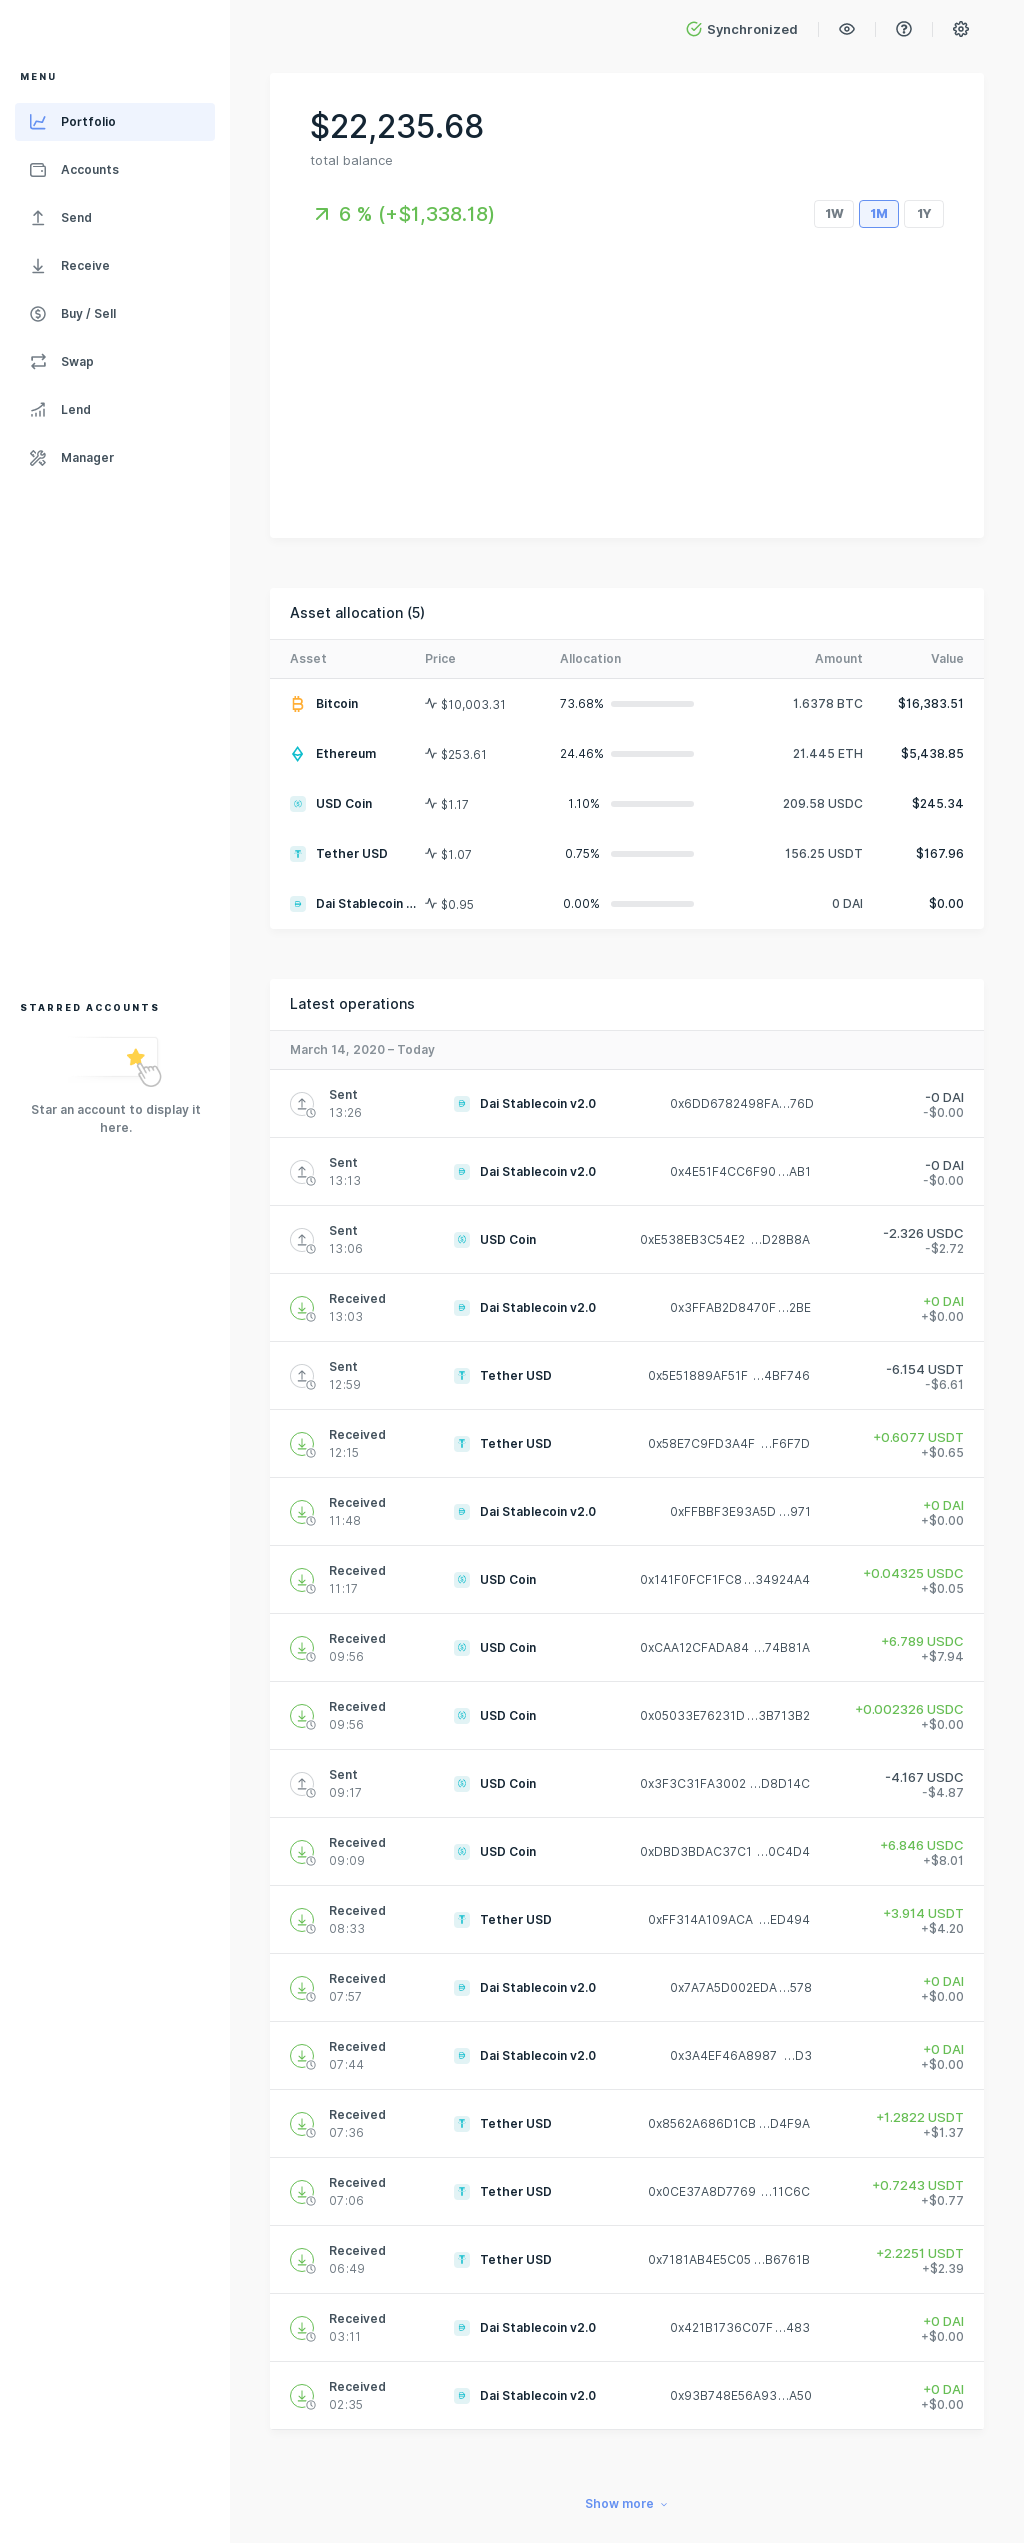 Synchronized
MENU
Portfolio
Accounts
Send
Receive
Buy / Sell
Swap
Lend
Manager
STARRED ACCOUNTS
Star an account to display it
here.
$22,235.68
total balance
6 % (+$1,338.18)
1W 1M 1Y
Asset allocation (5)
Asset Price Allocation Amount Value
Bitcoin $10,003.31 73.68% 1.6378 BTC $16,383.51
Ethereum $253.61 24.46% 21.445 ETH $5,438.85
USD Coin $1.17 1.10% 209.58 USDC $245.34
Tether USD $1.07 0.75% 156.25 USDT $167.96
Dai Stablecoin ... $0.95 0.00% 0 DAI $0.00
Latest operations
March 14, 2020 – Today
Sent Dai Stablecoin v2.0 0x6DD6782498FA...76D -0 DAI
13:26 -$0.00
Sent Dai Stablecoin v2.0 0x4E51F4CC6F90...AB1 -0 DAI
13:13 -$0.00
Sent USD Coin 0xE538EB3C54E2 ...D28B8A -2.326 USDC
13:06 -$2.72
Received Dai Stablecoin v2.0 0x3FFAB2D8470F...2BE +0 DAI
13:03 +$0.00
Sent Tether USD 0x5E51889AF51F ...4BF746 -6.154 USDT
12:59 -$6.61
Received Tether USD 0x58E7C9FD3A4F ...F6F7D +0.6077 USDT
12:15 +$0.65
Received Dai Stablecoin v2.0 0xFFBBF3E93A5D ...971 +0 DAI
11:48 +$0.00
Received USD Coin 0x141F0FCF1FC8...34924A4 +0.04325 USDC
11:17 +$0.05
Received USD Coin 0xCAA12CFADA84 ...74B81A +6.789 USDC
09:56 +$7.94
Received USD Coin 0x05033E76231D...3B713B2 +0.002326 USDC
09:56 +$0.00
Sent USD Coin 0x3F3C31FA3002 ...D8D14C -4.167 USDC
09:17 -$4.87
Received USD Coin 0xDBD3BDAC37C1 ...0C4D4 +6.846 USDC
09:09 +$8.01
Received Tether USD 0xFF314A109ACA ...ED494 +3.914 USDT
08:33 +$4.20
Received Dai Stablecoin v2.0 0x7A7A5D002EDA...578 +0 DAI
07:57 +$0.00
Received Dai Stablecoin v2.0 0x3A4EF46A8987 ...D3 +0 DAI
07:44 +$0.00
Received Tether USD 0x8562A686D1CB ...D4F9A +1.2822 USDT
07:36 +$1.37
Received Tether USD 0x0CE37A8D7769 ...11C6C +0.7243 USDT
07:06 +$0.77
Received Tether USD 0x7181AB4E5C05 ...B6761B +2.2251 USDT
06:49 +$2.39
Received Dai Stablecoin v2.0 0x421B1736C07F...483 +0 DAI
03:11 +$0.00
Received Dai Stablecoin v2.0 0x93B748E56A93...A50 +0 DAI
02:35 +$0.00
Show more